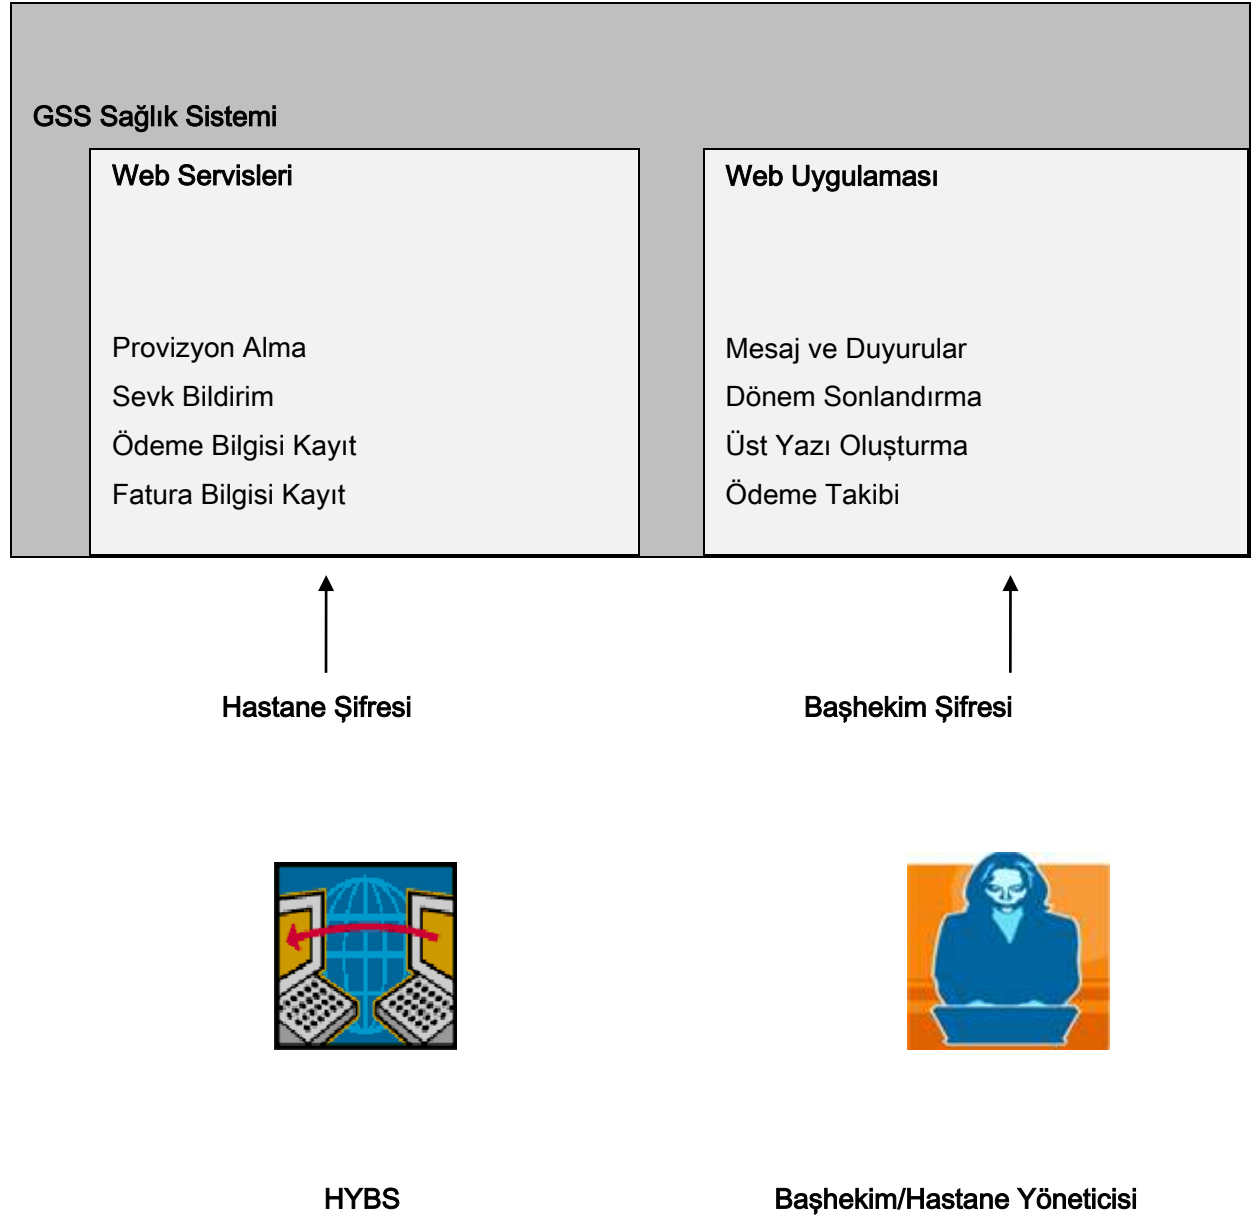 GSS Sağlık Sistemi
Web Servisleri
Provizyon Alma
Sevk Bildirim
Ödeme Bilgisi Kayıt
Fatura Bilgisi Kayıt
Web Uygulaması
Mesaj ve Duyurular
Dönem Sonlandırma
Üst Yazı Oluşturma
Ödeme Takibi
Hastane Şifresi
Başhekim Şifresi
HYBS
Başhekim/Hastane Yöneticisi